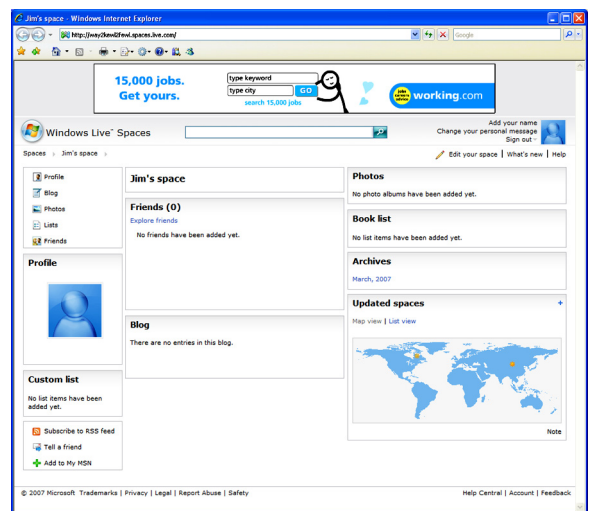 Jim's space - Windows Internet Explorer
Google
15,000 jobs.
Get yours.
type keyword
type city
GO
search 15,000 jobs
jobs
careers
advice
working.com
Windows Live Spaces
Add your name
Change your personal message
Sign out
Spaces > Jim's space >
Edit your space | What's new | Help
Profile
Blog
Photos
Lists
Friends
Profile
Custom list
No list items have been
added yet.
Subscribe to RSS feed
Tell a friend
Add to My MSN
Jim's space
Friends (0)
Explore friends
No friends have been added yet.
Blog
There are no entries in this blog.
Photos
No photo albums have been added yet.
Book list
No list items have been added yet.
Archives
March, 2007
Updated spaces +
Map view | List view
Note
© 2007 Microsoft Trademarks | Privacy | Legal | Report Abuse | Safety
Help Central | Account | Feedback